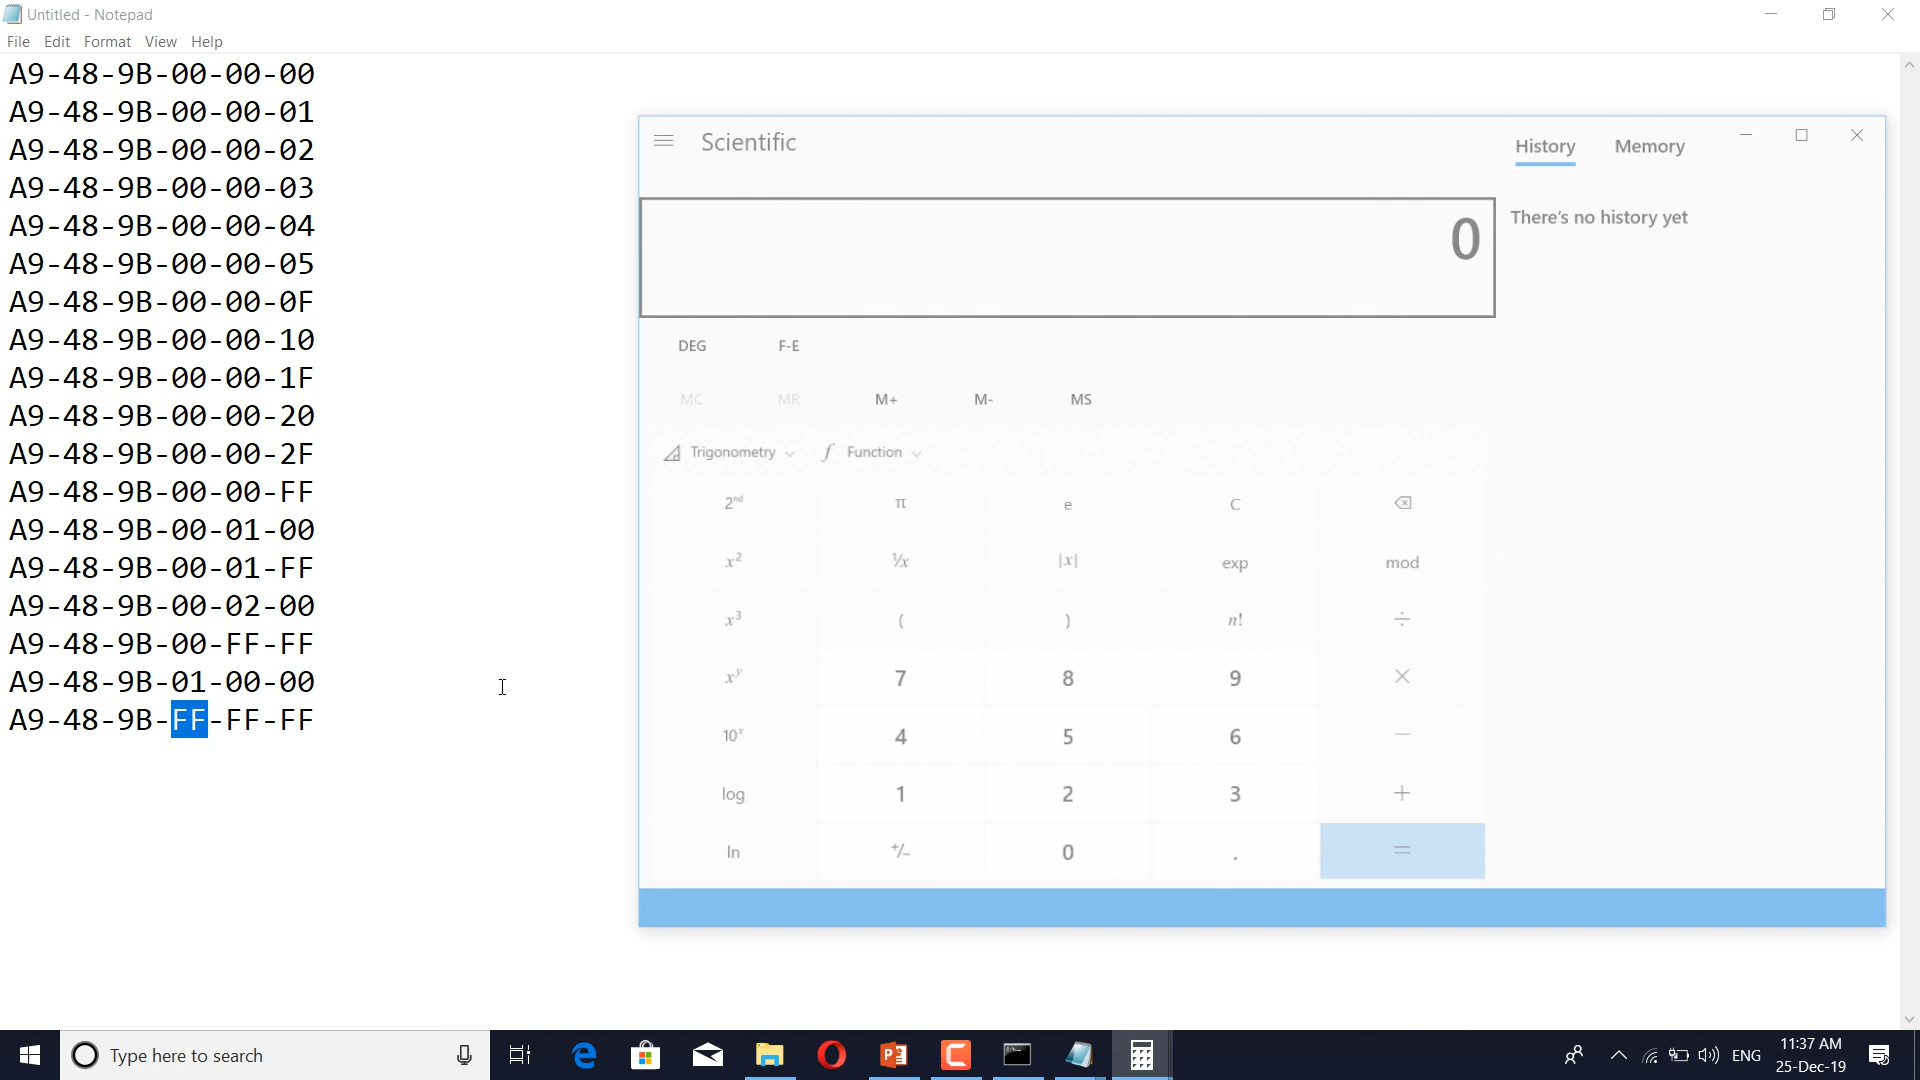 Untitled - Notepad
File Edit Format View Help
A9-48-9B-00-00-00
A9-48-9B-00-00-01
A9-48-9B-00-00-02
A9-48-9B-00-00-03
A9-48-9B-00-00-04
A9-48-9B-00-00-05
A9-48-9B-00-00-0F
A9-48-9B-00-00-10
A9-48-9B-00-00-1F
A9-48-9B-00-00-20
A9-48-9B-00-00-2F
A9-48-9B-00-00-FF
A9-48-9B-00-01-00
A9-48-9B-00-01-FF
A9-48-9B-00-02-00
A9-48-9B-00-FF-FF
A9-48-9B-01-00-00
A9-48-9B-FF-FF-FF
Scientific
History Memory
0
There's no history yet
DEG F-E
MC MR M+ M- MS
Trigonometry f Function
2nd π e C
x² ¹/x |x| exp mod
x³ ( ) n! ÷
xʸ 7 8 9 ×
10ˣ 4 5 6 −
log 1 2 3 +
ln +/− 0 . =
Type here to search
ENG
11:37 AM
25-Dec-19